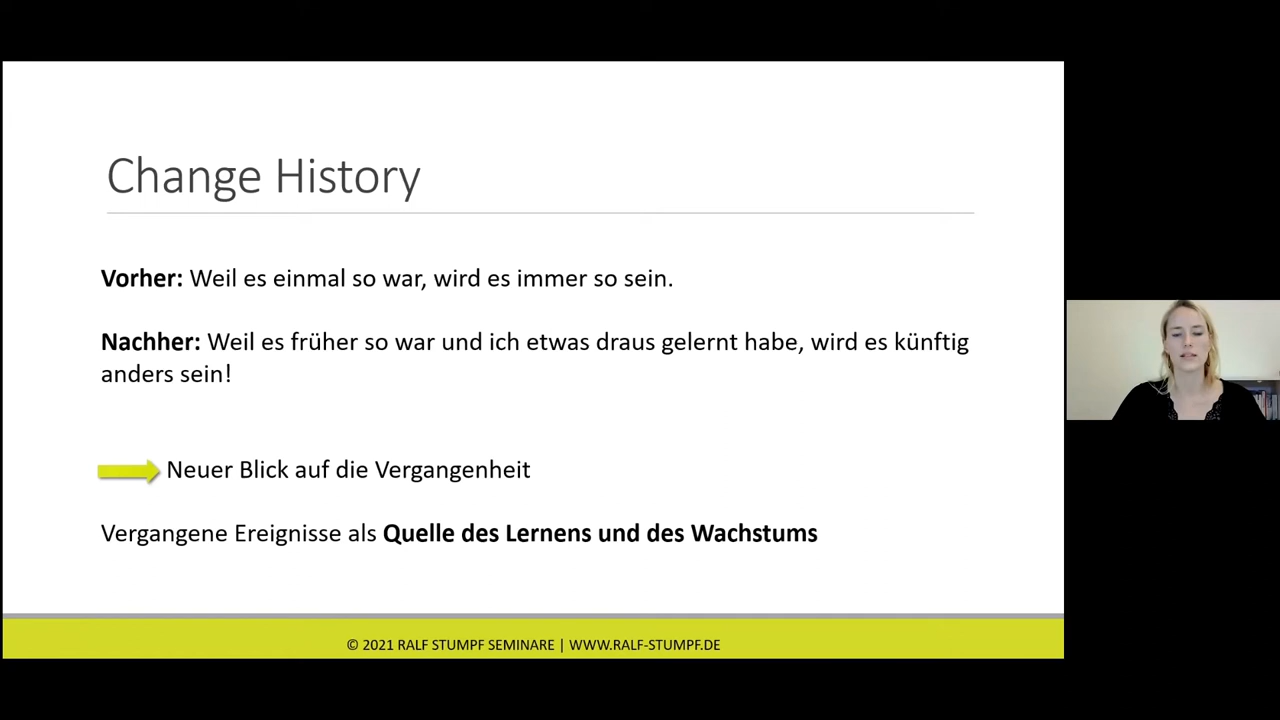 Change History
Vorher: Weil es einmal so war, wird es immer so sein.
Nachher: Weil es früher so war und ich etwas draus gelernt habe, wird es künftig
anders sein!
Neuer Blick auf die Vergangenheit
Vergangene Ereignisse als Quelle des Lernens und des Wachstums
© 2021 RALF STUMPF SEMINARE | WWW.RALF-STUMPF.DE